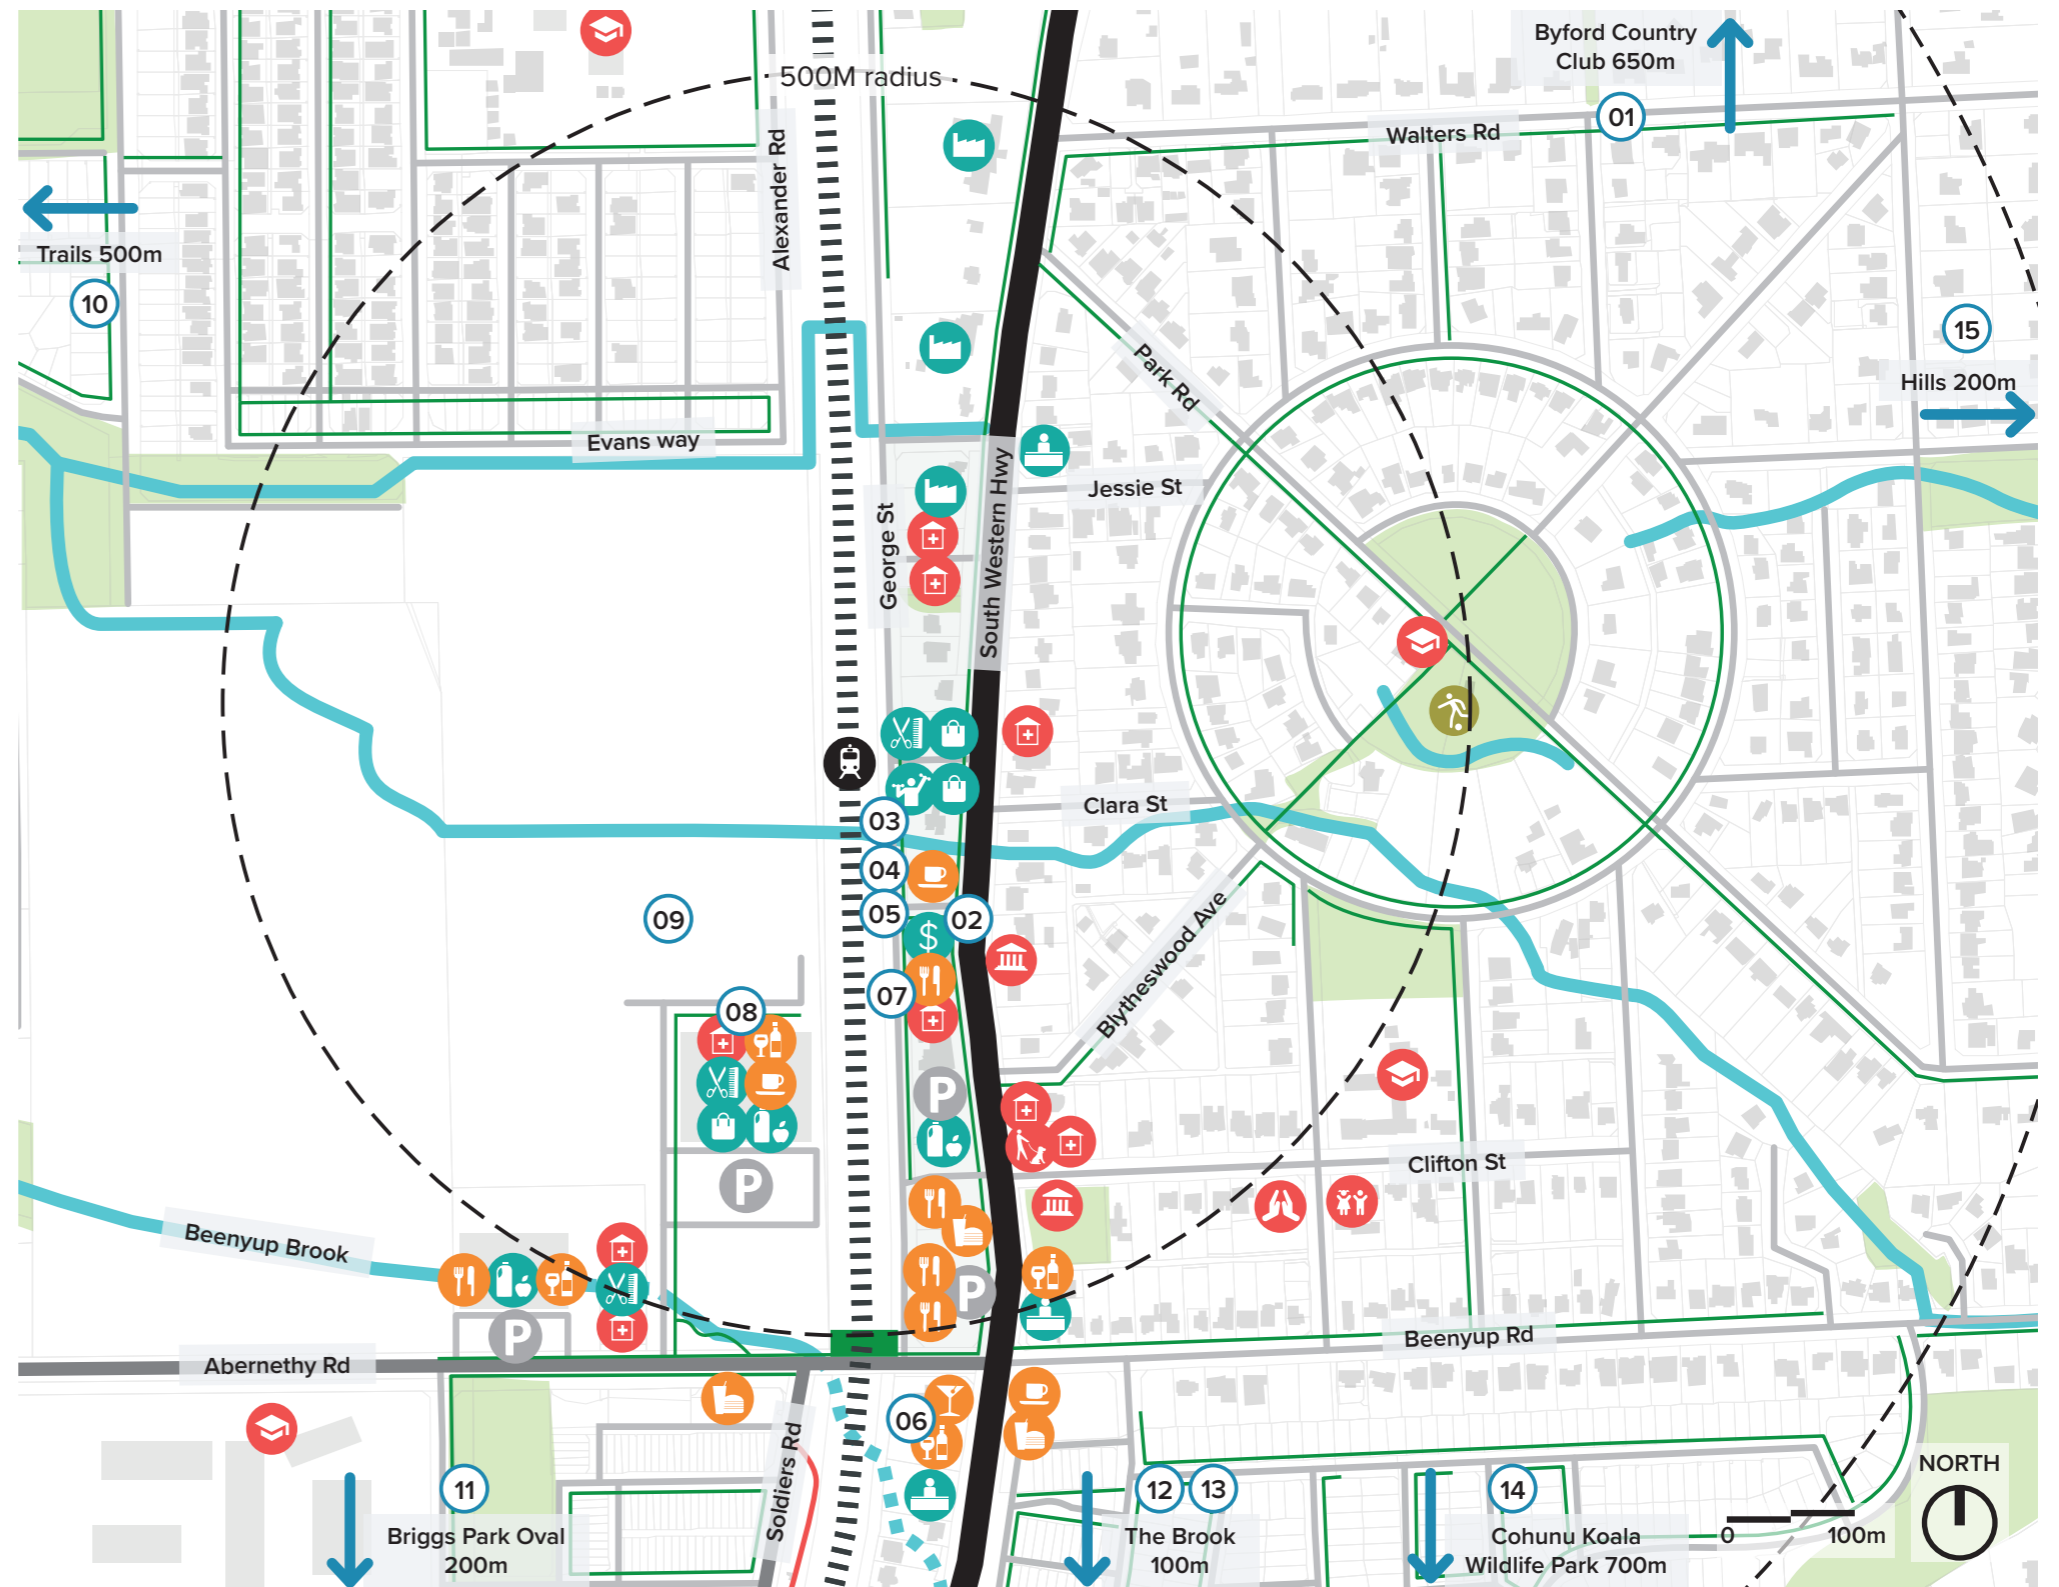 Byford Country
Club 650m
500M radius
01
Walters Rd
Alexander Rd
Trails 500m
10
15
Hills 200m
Park Rd
Evans way
Jessie St
George St
South Western Hwy
Clara St
03
04
05
02
09
$
07
08
Blytheswood Ave
P
P
Clifton St
Beenyup Brook
P
P
Beenyup Rd
Abernethy Rd
06
Soldiers Rd
NORTH
11
12
13
14
Briggs Park Oval
200m
The Brook
100m
Cohunu Koala
Wildlife Park 700m
0
100m